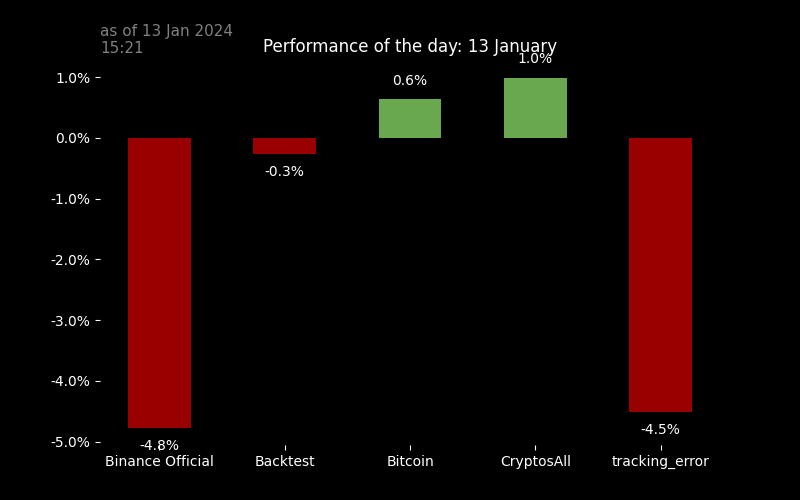 as of 13 Jan 2024
15:21
Performance of the day: 13 January
1.0%
0.0%
-1.0%
-2.0%
-3.0%
-4.0%
-5.0%
-4.8%
-0.3%
0.6%
1.0%
-4.5%
Binance Official
Backtest
Bitcoin
CryptosAll
tracking_error